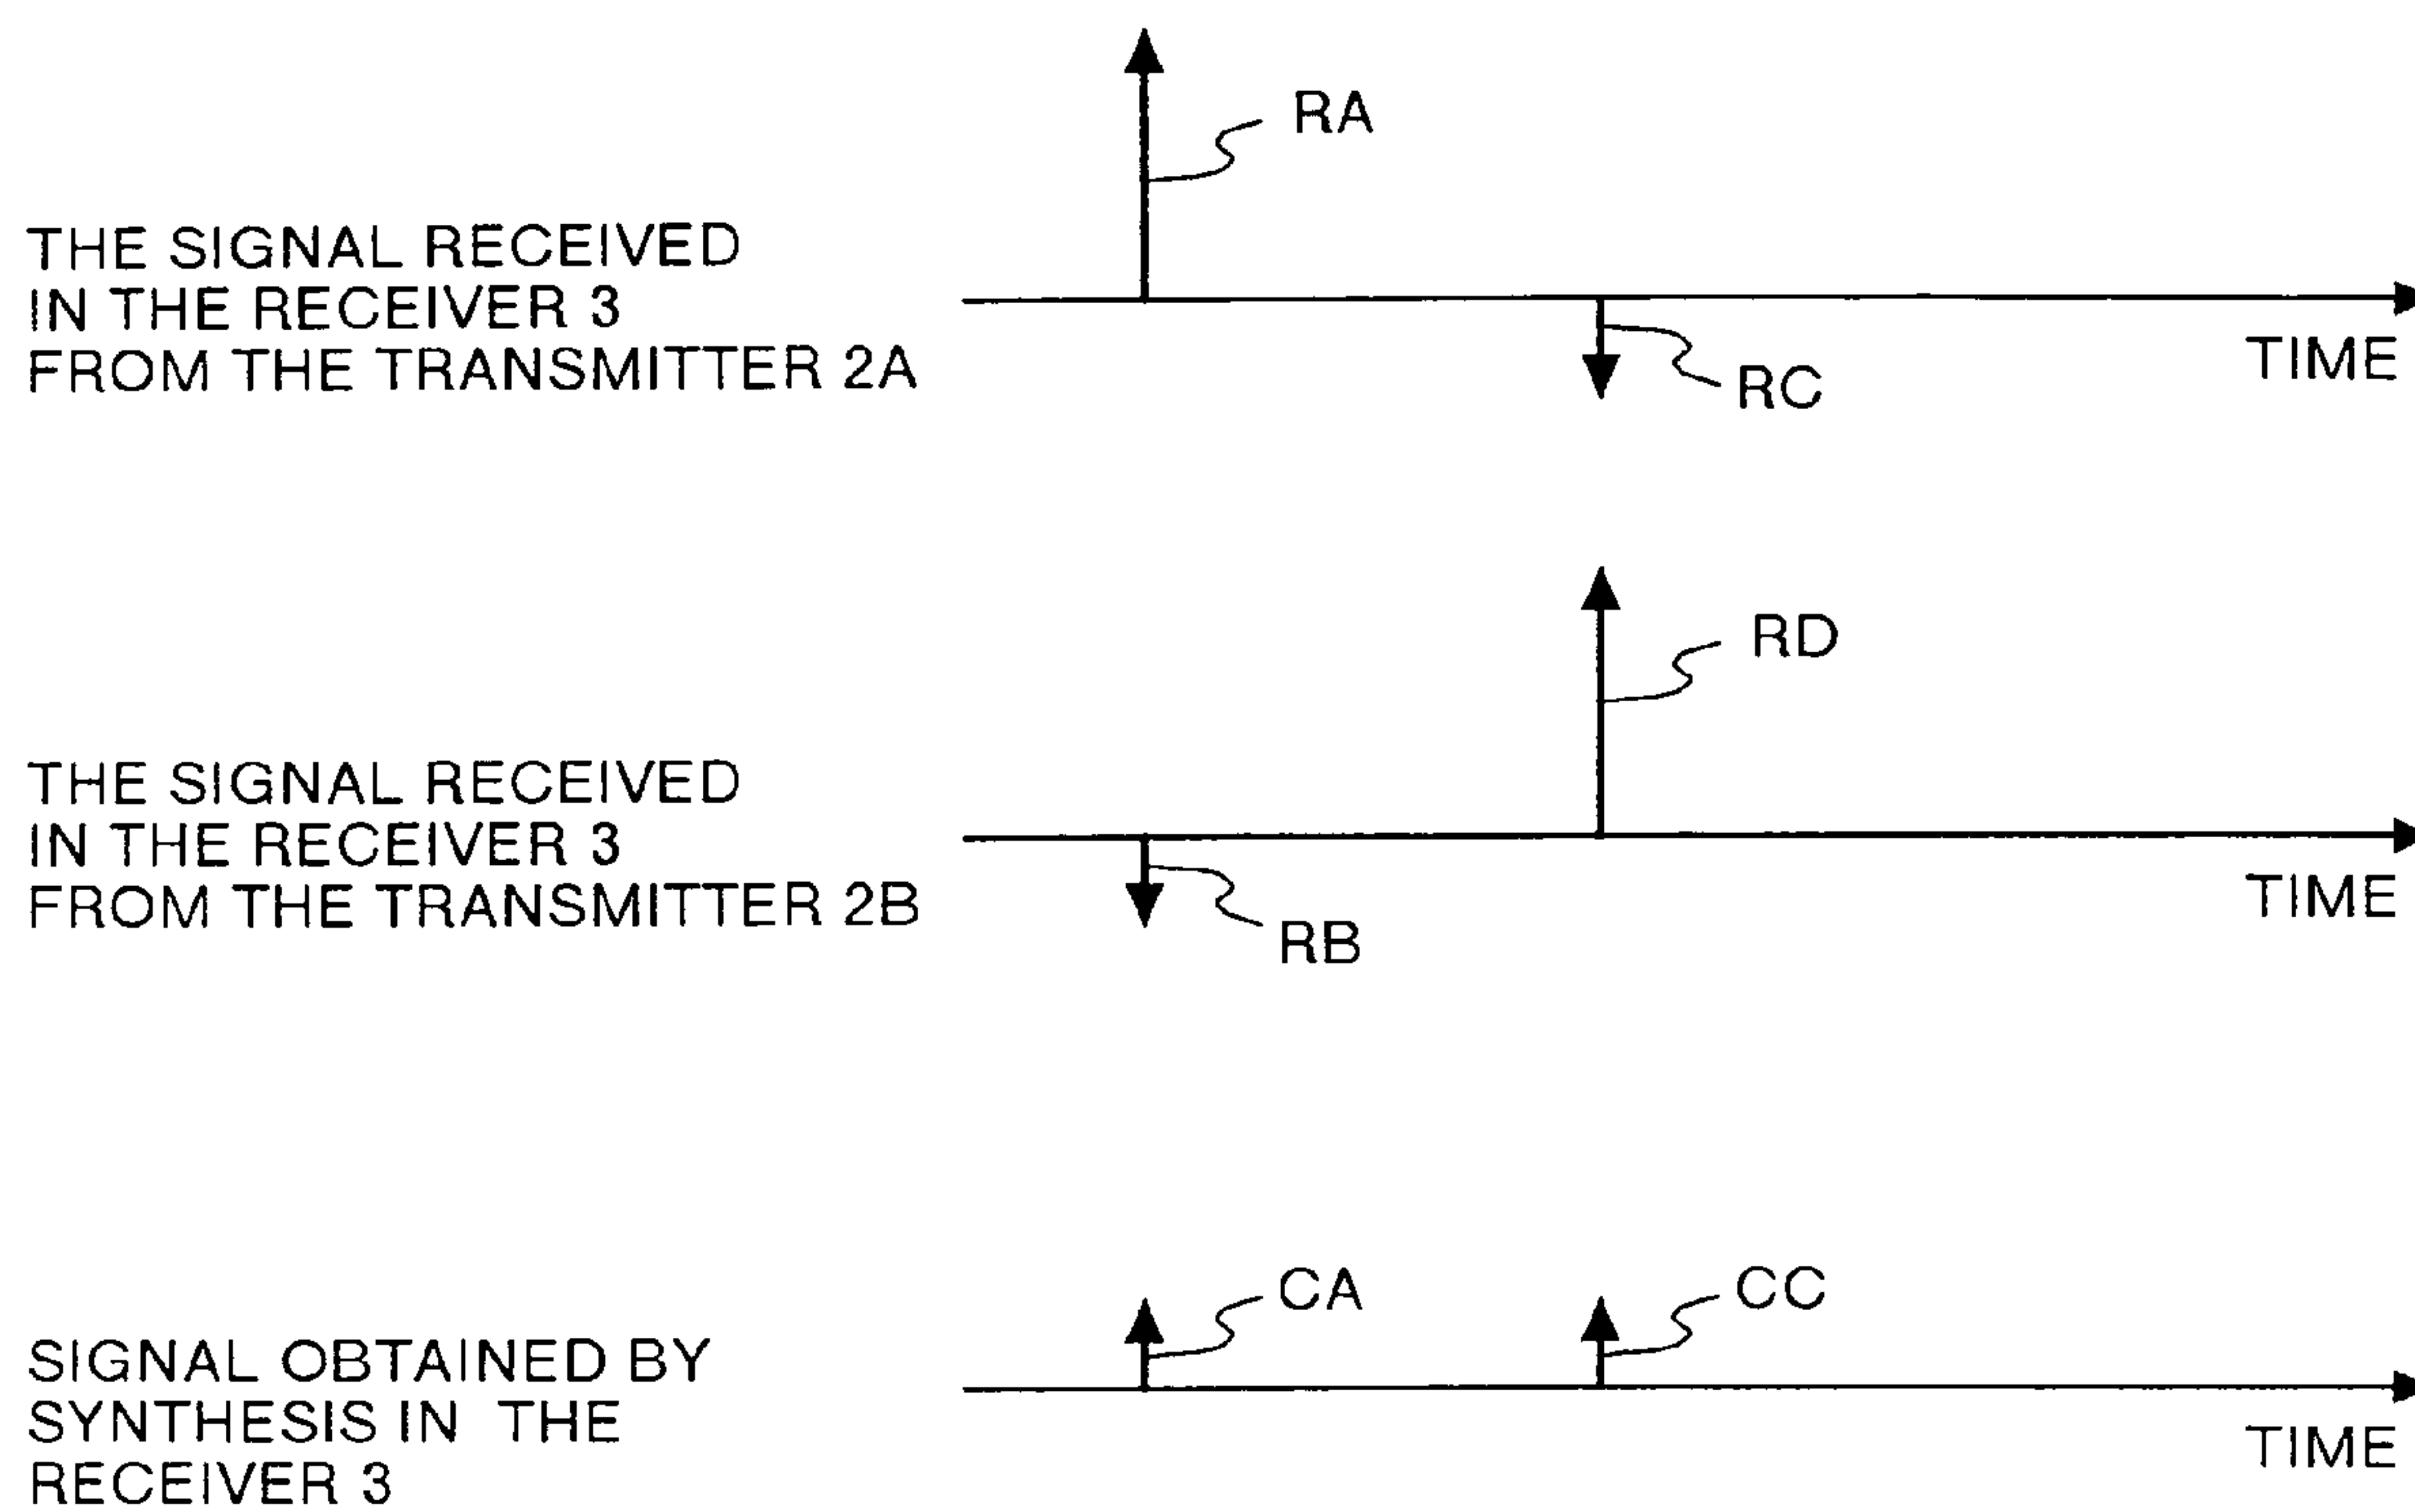 RA
THE SIGNAL RECEIVED
IN THE RECEIVER 3
FROM THE TRANSMITTER 2A
TIME
RC
RD
THE SIGNAL RECEIVED
IN THE RECEIVER 3
FROM THE TRANSMITTER 2B
TIME
RB
CA
CC
SIGNAL OBTAINED BY
SYNTHESIS IN THE
RECEIVER 3
TIME